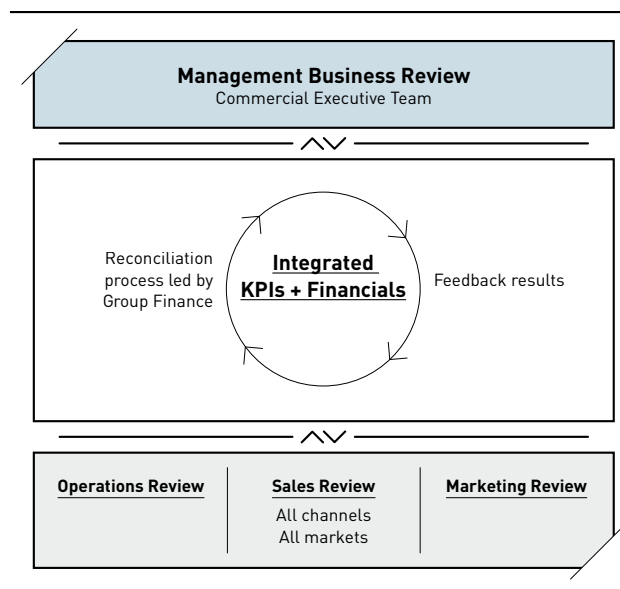 Management Business Review
Commercial Executive Team
Reconciliation
process led by
Group Finance
Integrated
KPIs + Financials
Feedback results
Operations Review
Sales Review
All channels
All markets
Marketing Review